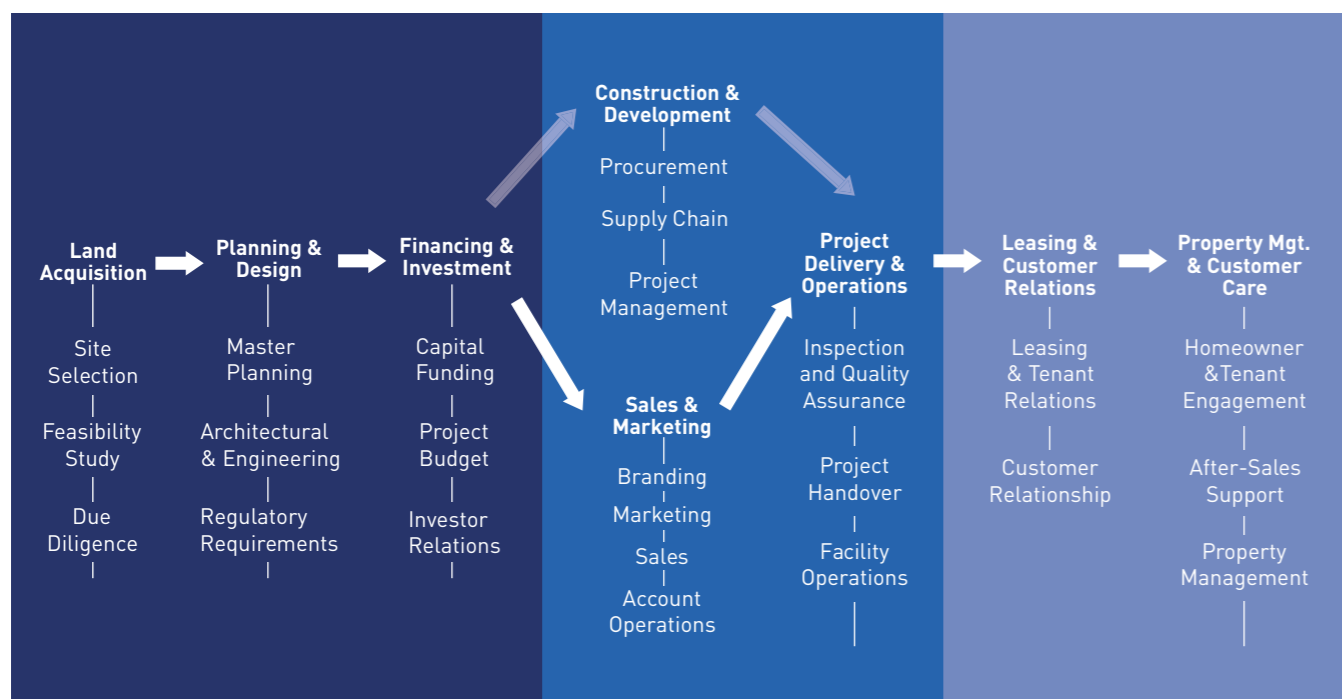 Land
Acquisition
Site
Selection
Feasibility
Study
Due
Diligence
Planning &
Design
Master
Planning
Architectural
& Engineering
Regulatory
Requirements
Financing &
Investment
Capital
Funding
Project
Budget
Investor
Relations
Construction &
Development
Procurement
Supply Chain
Project
Management
Sales &
Marketing
Branding
Marketing
Sales
Account
Operations
Project
Delivery &
Operations
Inspection
and Quality
Assurance
Project
Handover
Facility
Operations
Leasing &
Customer
Relations
Leasing
& Tenant
Relations
Customer
Relationship
Property Mgt.
& Customer
Care
Homeowner
&Tenant
Engagement
After-Sales
Support
Property
Management